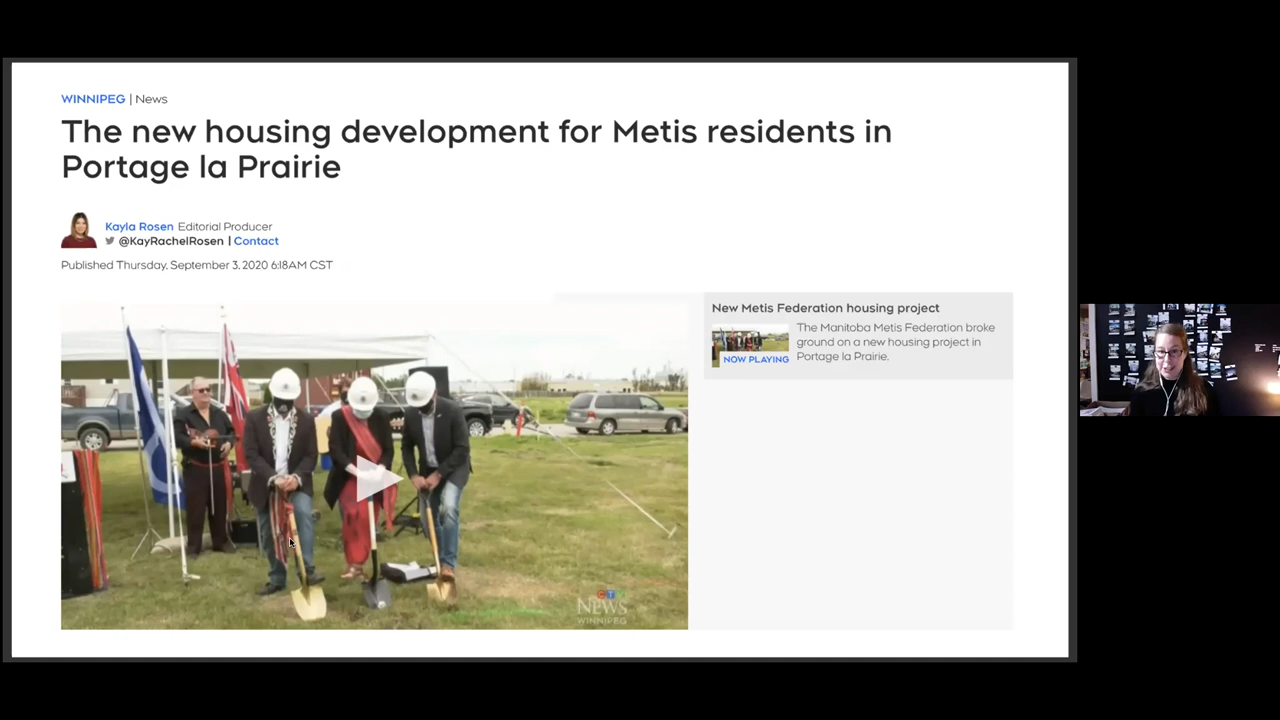 WINNIPEG | News
The new housing development for Metis residents in
Portage la Prairie
Kayla Rosen Editorial Producer
@KayRachelRosen | Contact
Published Thursday, September 3, 2020 6:18AM CST
New Metis Federation housing project
The Manitoba Metis Federation broke
ground on a new housing project in
Portage la Prairie.
NOW PLAYING
CTV
NEWS
WINNIPEG